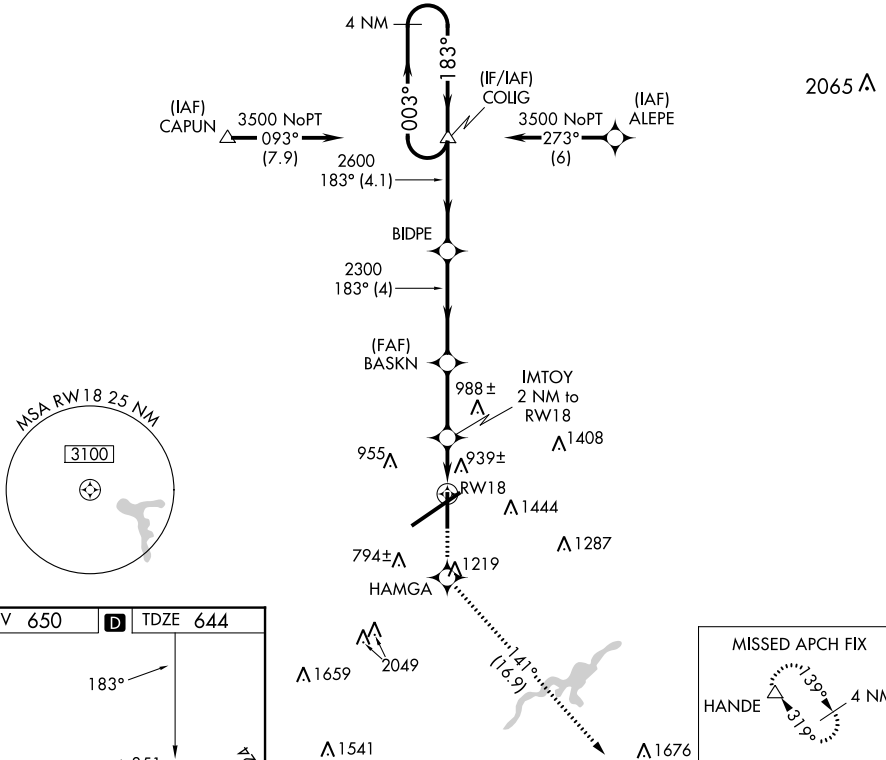 4 NM
183°
003°
(IF/IAF)
COLIG
2065
(IAF)
CAPUN
3500 NoPT
093°
(7.9)
(IAF)
ALEPE
3500 NoPT
273°
(6)
2600
183° (4.1)
BIDPE
2300
183° (4)
(FAF)
BASKN
988±
IMTOY
2 NM to
RW18
1408
955
939±
RW18
1444
MSA RW18 25 NM
3100
794±
1219
1287
HAMGA
V 650
D
TDZE 644
183°
2049
1659
141°
(16.9)
1541
1676
MISSED APCH FIX
HANDE
139°
319°
4 NM